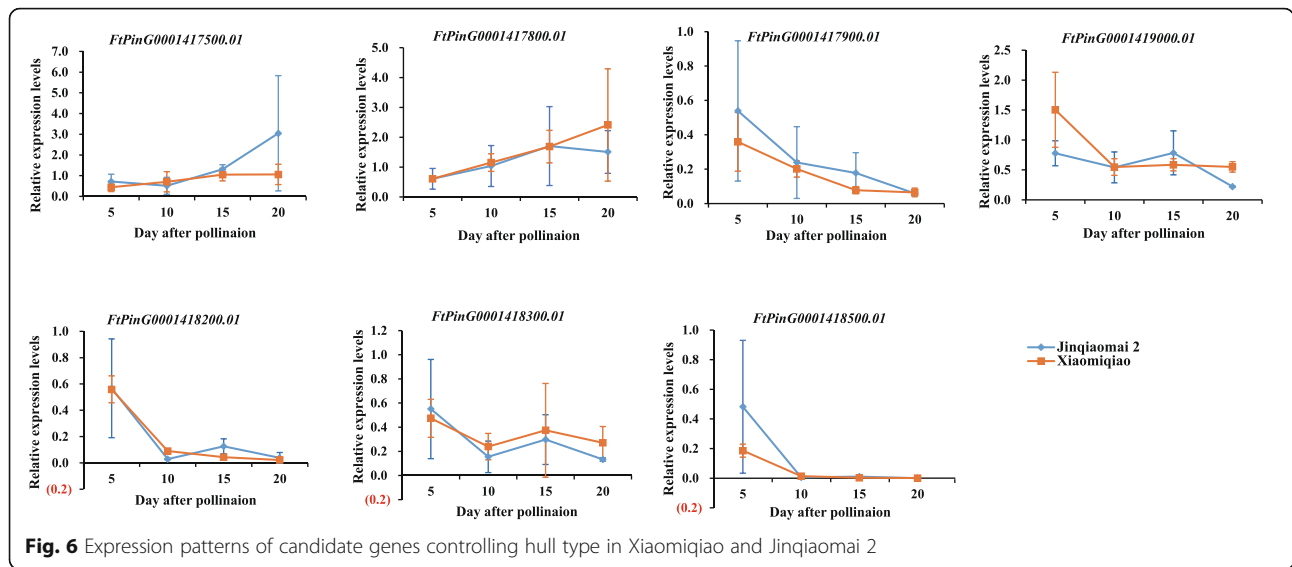 FtPinG0001417500.01
Relative expression levels
7.0
6.0
5.0
4.0
3.0
2.0
1.0
0.0
5 10 15 20
Day after pollinaion
FtPinG0001417800.01
Relative expression levels
5.0
4.0
3.0
2.0
1.0
0.0
5 10 15 20
Day after pollinaion
FtPinG0001417900.01
Relative expression levels
1.0
0.8
0.6
0.4
0.2
0.0
5 10 15 20
Day after pollinaion
FtPinG0001419000.01
Relative expression levels
2.5
2.0
1.5
1.0
0.5
0.0
5 10 15 20
Day after pollinaion
FtPinG0001418200.01
Relative expression levels
1.0
0.8
0.6
0.4
0.2
0.0
(0.2)
5 10 15 20
Day after pollinaion
FtPinG0001418300.01
Relative expression levels
1.2
1.0
0.8
0.6
0.4
0.2
0.0
(0.2)
5 10 15 20
Day after pollinaion
FtPinG0001418500.01
Relative expression levels
1.0
0.8
0.6
0.4
0.2
0.0
(0.2)
5 10 15 20
Day after pollinaion
Jinqiaomai 2
Xiaomiqiao
Fig. 6 Expression patterns of candidate genes controlling hull type in Xiaomiqiao and Jinqiaomai 2